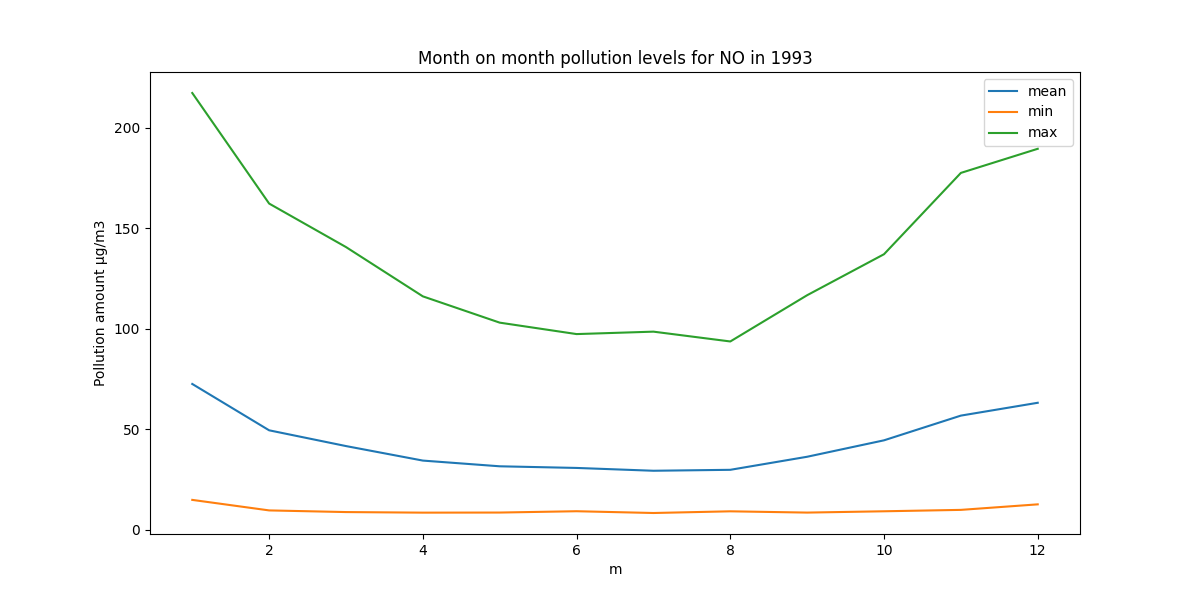 Month on month pollution levels for NO in 1993
mean
min
max
200
150
100
50
0
Pollution amount µg/m3
2 4 6 8 10 12
m